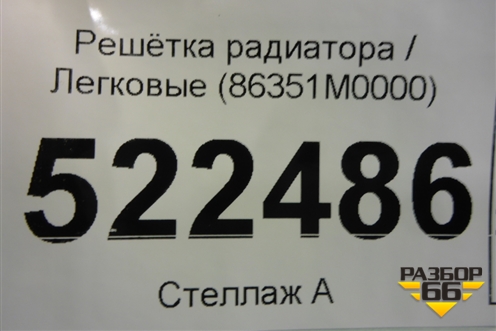 Решётка радиатора /
Легковые (86351M0000)
522486
Стеллаж А
РАЗБОР
66